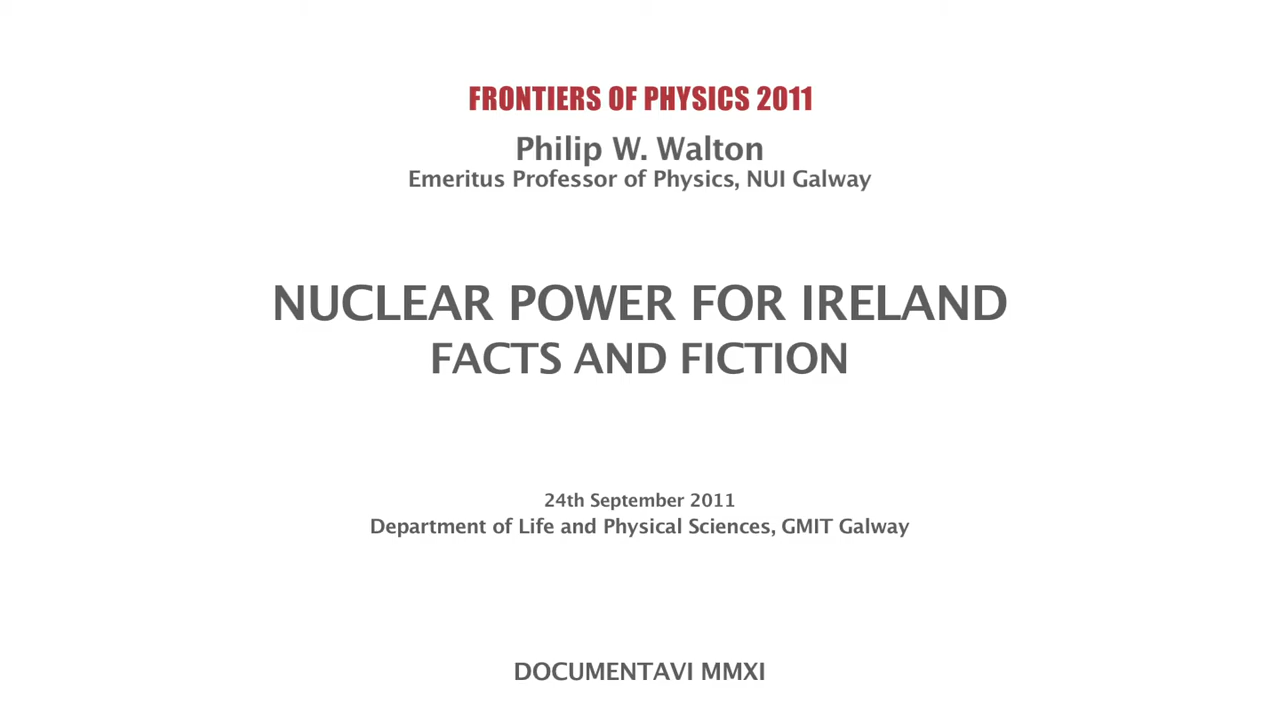 FRONTIERS OF PHYSICS 2011
Philip W. Walton
Emeritus Professor of Physics, NUI Galway
NUCLEAR POWER FOR IRELAND
FACTS AND FICTION
24th September 2011
Department of Life and Physical Sciences, GMIT Galway
DOCUMENTAVI MMXI